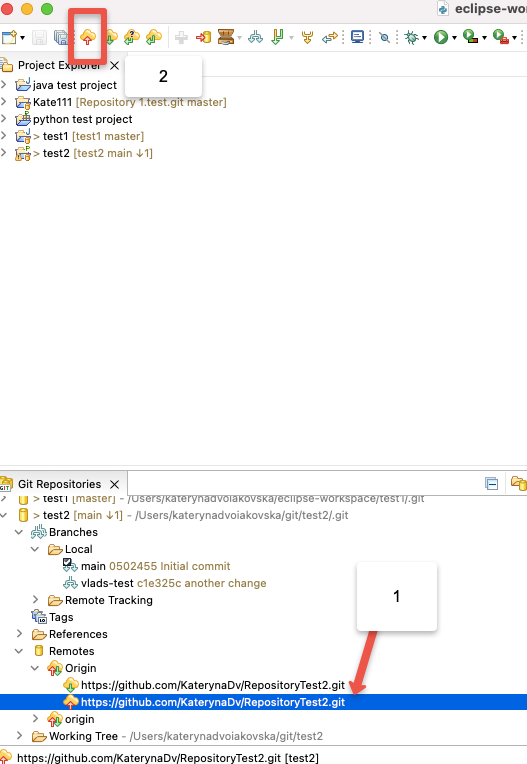 eclipse-wor
Project Explorer
2
java test project
Kate111 [Repository 1.test.git master]
python test project
> test1 [test1 master]
> test2 [test2 main ↓1]
Git Repositories
> test1 [master] - /Users/katerynadvoiakovska/eclipse-workspace/test1/.git
> test2 [main ↓1] - /Users/katerynadvoiakovska/git/test2/.git
Branches
Local
main 0502455 Initial commit
vlads-test c1e325c another change
1
Remote Tracking
Tags
References
Remotes
Origin
https://github.com/KaterynaDv/RepositoryTest2.git
https://github.com/KaterynaDv/RepositoryTest2.git
origin
Working Tree - /Users/katerynadvoiakovska/git/test2
https://github.com/KaterynaDv/RepositoryTest2.git [test2]